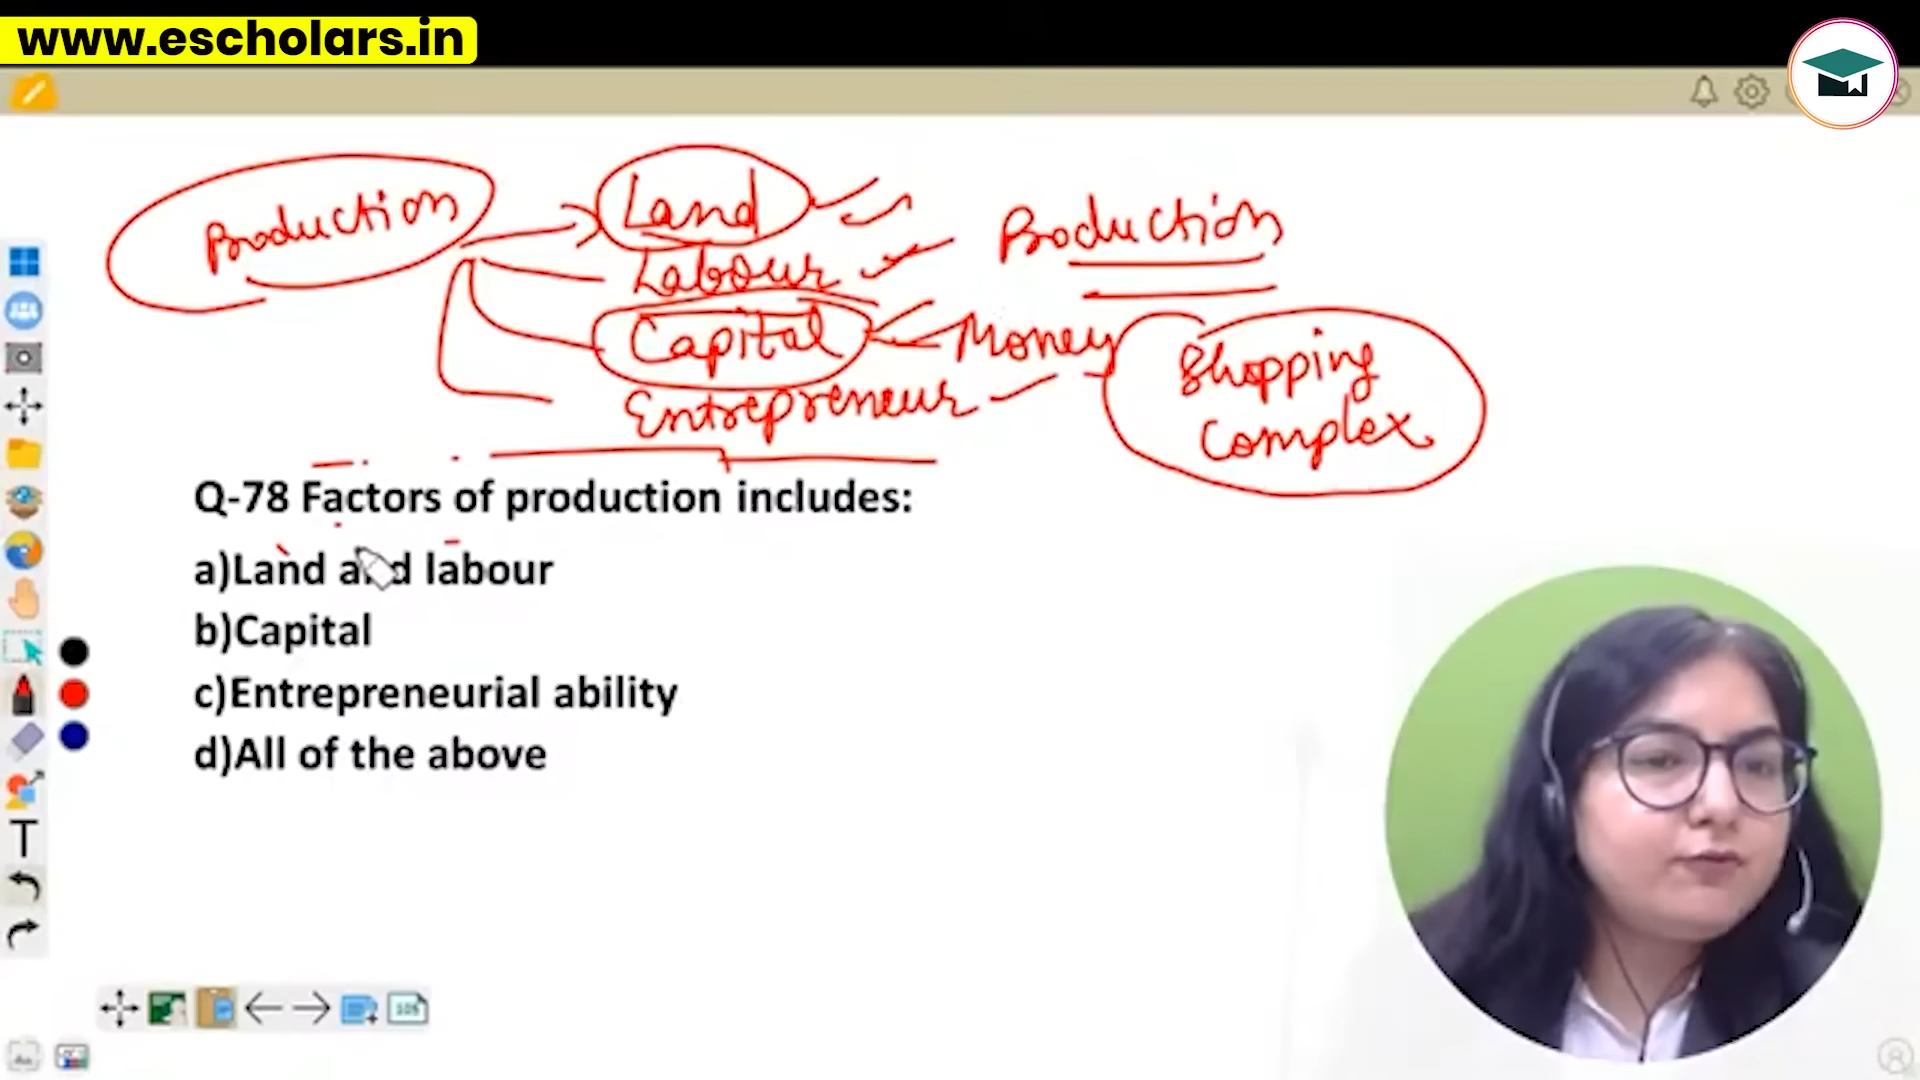 www.escholars.in
Production
Land
Labour
Capital
Entrepreneur
Production
Money
Shopping
Complex
Q-78 Factors of production includes:
a)Land and labour
b)Capital
c)Entrepreneurial ability
d)All of the above